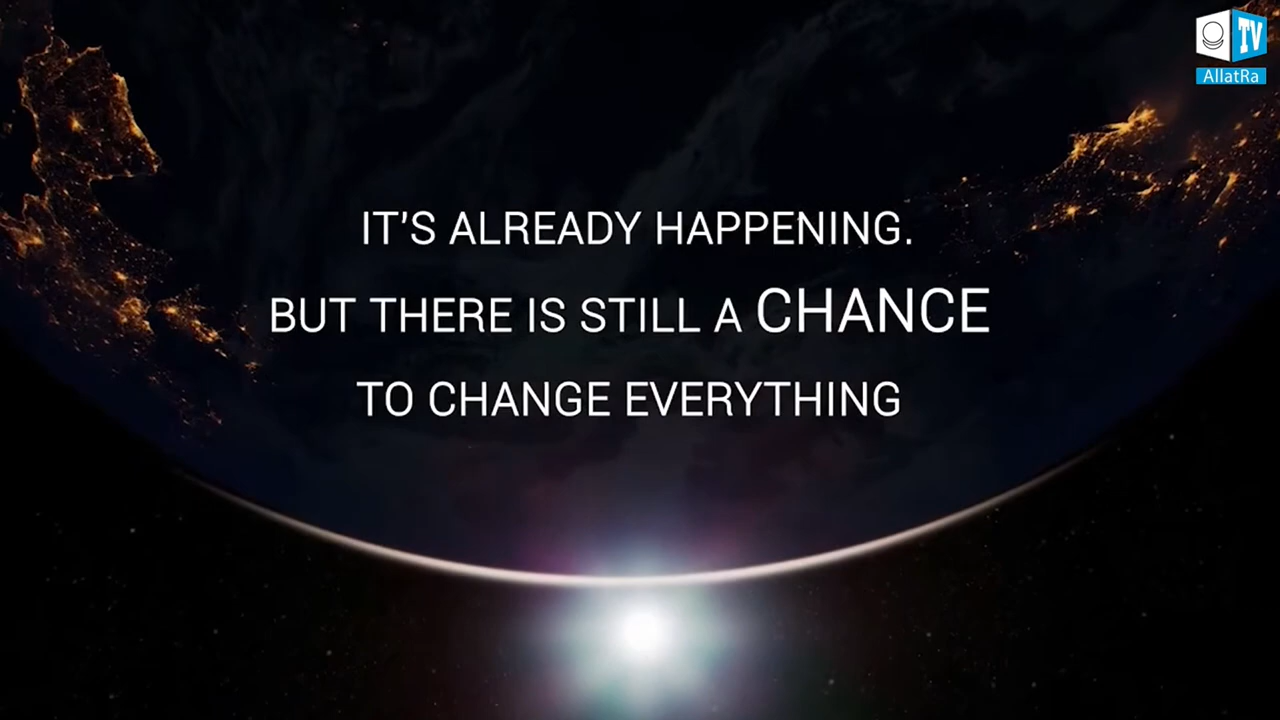 TV
AllatRa
IT'S ALREADY HAPPENING.
BUT THERE IS STILL A CHANCE
TO CHANGE EVERYTHING